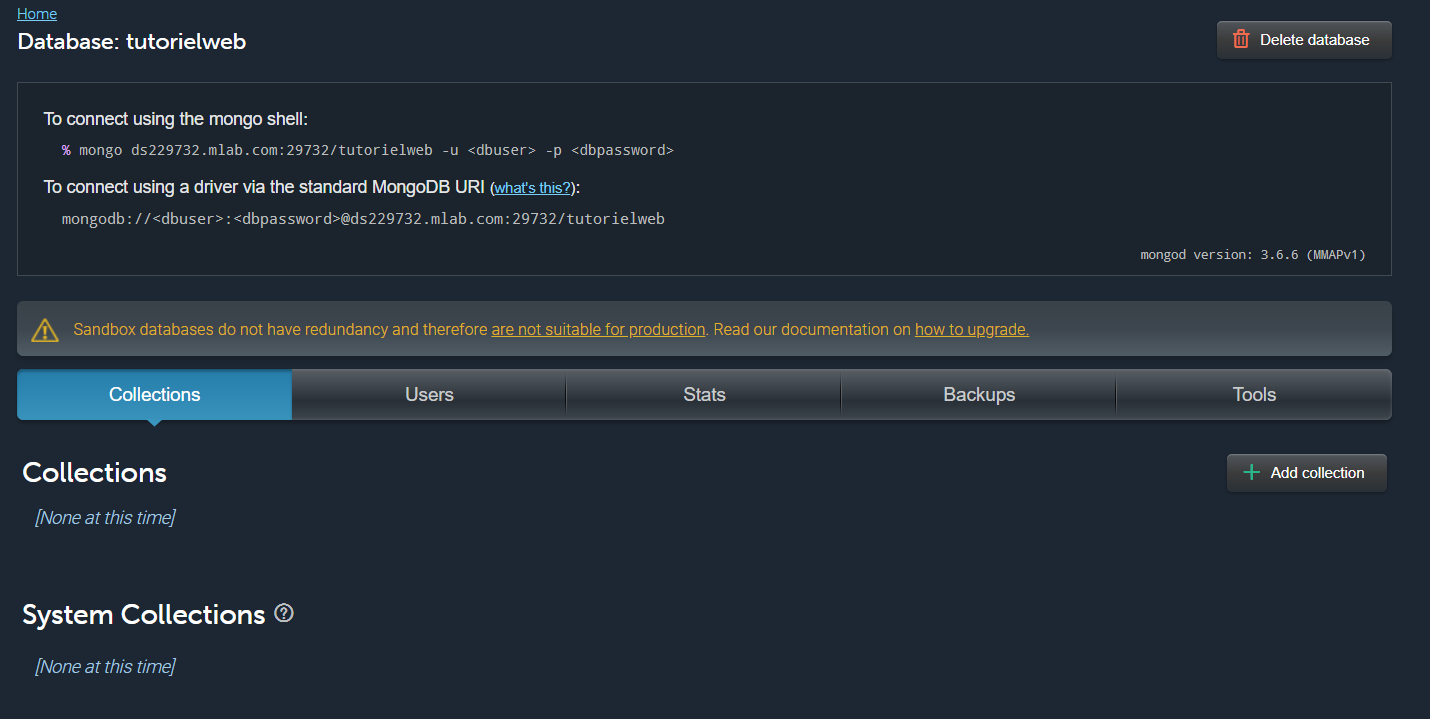 Home
Database: tutorielweb
Delete database
To connect using the mongo shell:
% mongo ds229732.mlab.com:29732/tutorielweb -u <dbuser> -p <dbpassword>
To connect using a driver via the standard MongoDB URI (what's this?):
mongodb://<dbuser>:<dbpassword>@ds229732.mlab.com:29732/tutorielweb
mongod version: 3.6.6 (MMAPv1)
Sandbox databases do not have redundancy and therefore are not suitable for production. Read our documentation on how to upgrade.
Collections
Users
Stats
Backups
Tools
Collections
Add collection
[None at this time]
System Collections ?
[None at this time]